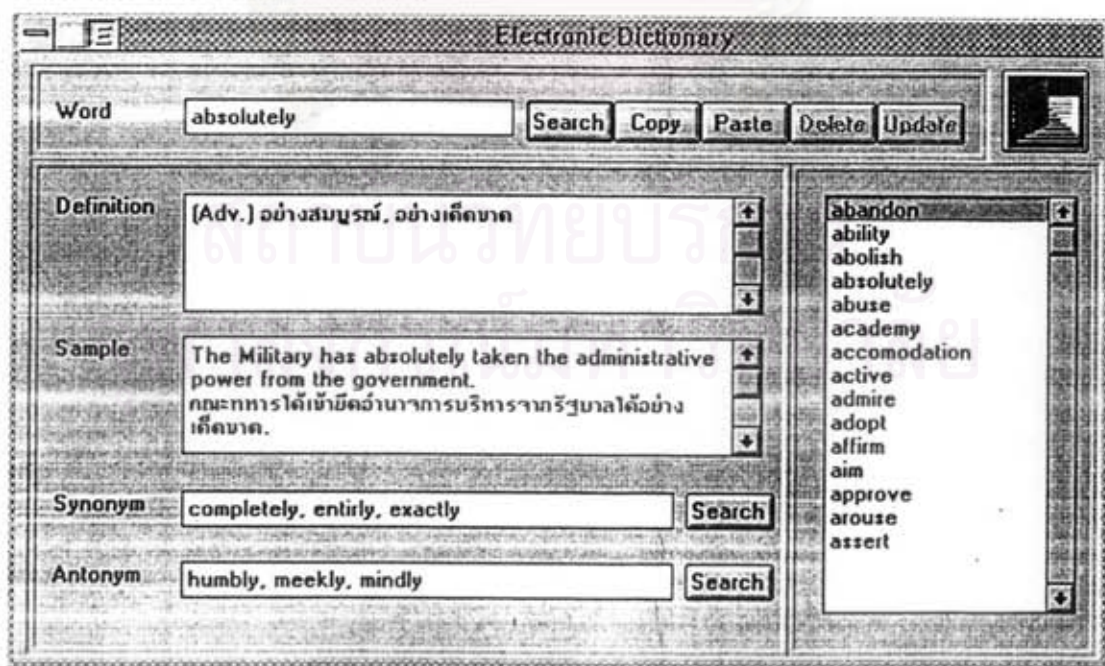 Electronic Dictionary
Word
absolutely
Search Copy Paste Delete Update
Definition
(Adv.) อย่างสมบูรณ์, อย่างเด็ดขาด
Sample
The Military has absolutely taken the administrative
power from the government.
คณะทหารได้เข้ายึดอำนาจการบริหารจากรัฐบาลได้อย่าง
เด็ดขาด.
Synonym
completely, entirly, exactly
Search
Antonym
humbly, meekly, mindly
Search
abandon
ability
abolish
absolutely
abuse
academy
accomodation
active
admire
adopt
affirm
aim
approve
arouse
assert